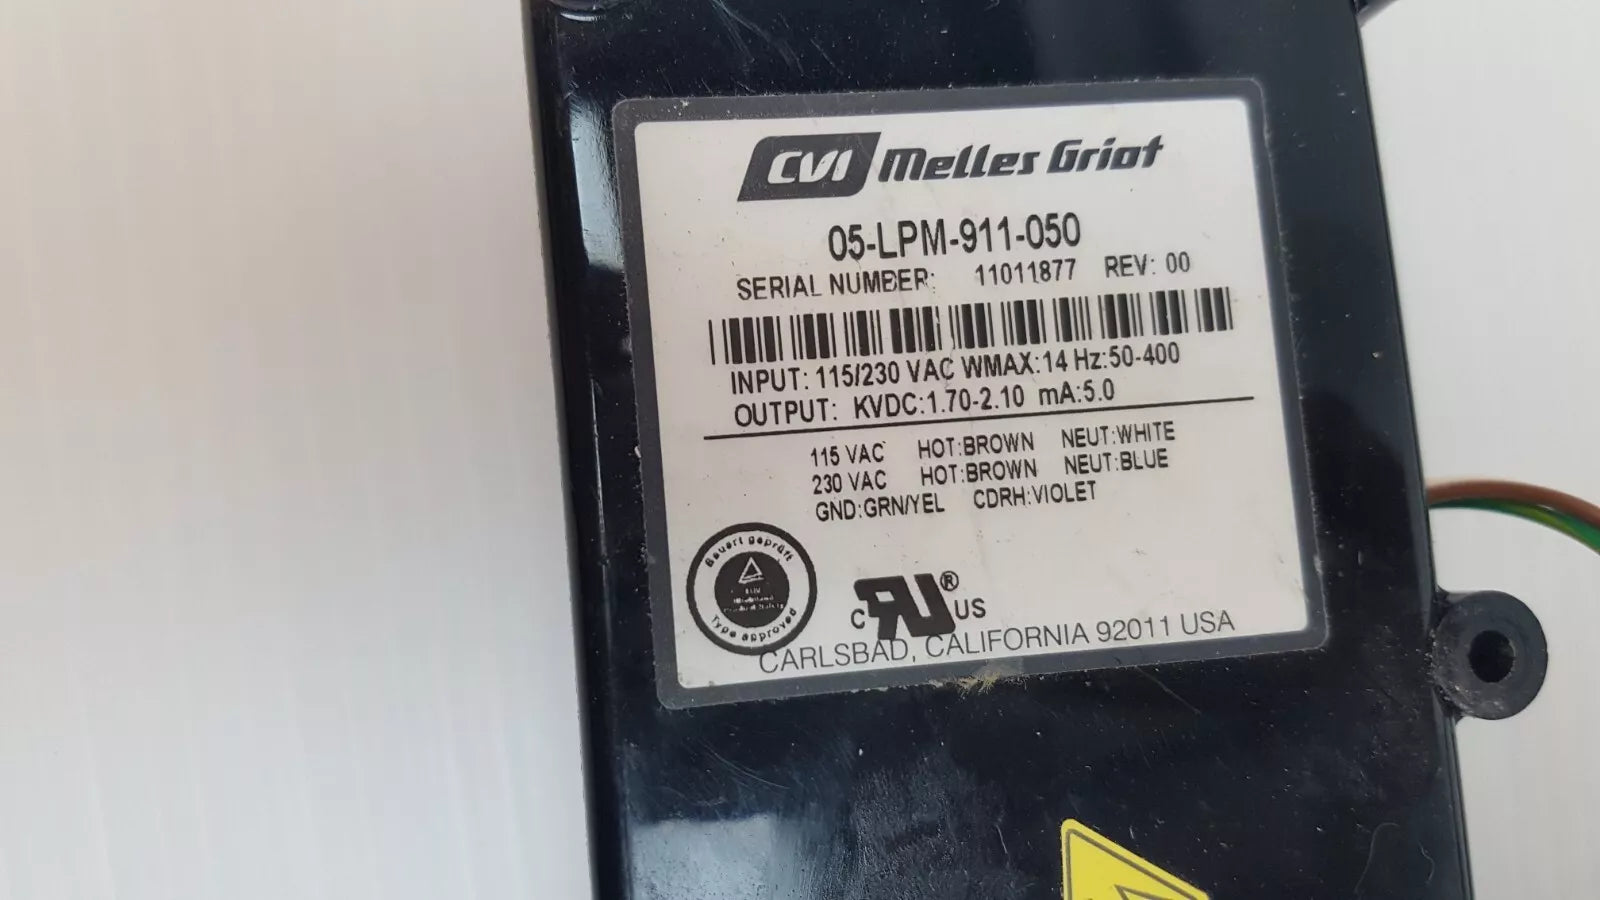 CVI Melles Griot
05-LPM-911-050
SERIAL NUMBER: 11011877 REV: 00
INPUT: 115/230 VAC WMAX:14 Hz:50-400
OUTPUT: KVDC:1.70-2.10 mA:5.0
115 VAC HOT:BROWN NEUT:WHITE
230 VAC HOT:BROWN NEUT:BLUE
GND:GRN/YEL CDRH:VIOLET
Bauart geprüft
Type approved
C RU ® US
CARLSBAD, CALIFORNIA 92011 USA